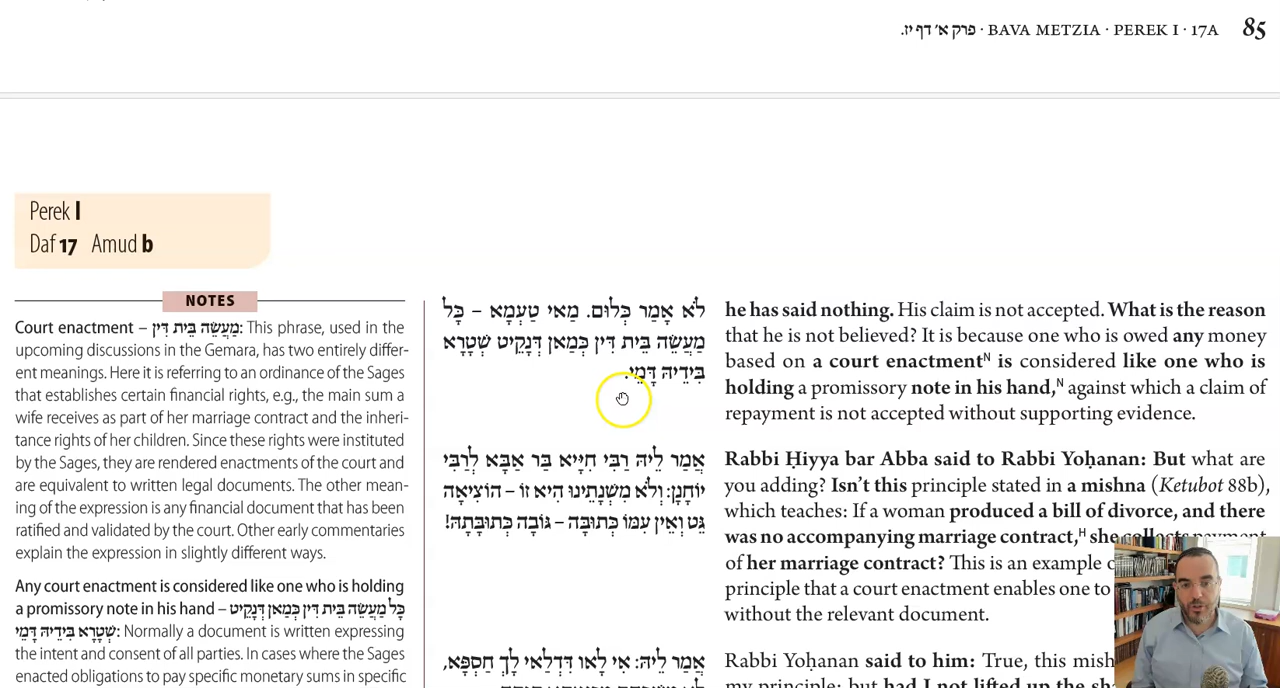 פרק א׳ דף יז. · BAVA METZIA · PEREK I · 17A 85
Perek I
Daf 17 Amud b
NOTES
Court enactment – מַעֲשֵׂה בֵּית דִּין: This phrase, used in the
upcoming discussions in the Gemara, has two entirely differ-
ent meanings. Here it is referring to an ordinance of the Sages
that establishes certain financial rights, e.g., the main sum a
wife receives as part of her marriage contract and the inheri-
tance rights of her children. Since these rights were instituted
by the Sages, they are rendered enactments of the court and
are equivalent to written legal documents. The other mean-
ing of the expression is any financial document that has been
ratified and validated by the court. Other early commentaries
explain the expression in slightly different ways.
Any court enactment is considered like one who is holding
a promissory note in his hand – כָּל מַעֲשֵׂה בֵּית דִּין כְּמַאן דְּנָקֵיט
שְׁטָרָא בִּידֵיהּ דָּמֵי: Normally a document is written expressing
the intent and consent of all parties. In cases where the Sages
enacted obligations to pay specific monetary sums in specific
לֹא אָמַר כְּלוּם. מַאי טַעְמָא – כָּל
מַעֲשֵׂה בֵּית דִּין כְּמַאן דְּנָקֵיט שְׁטָרָא
בִּידֵיהּ דָּמֵי.
אֲמַר לֵיהּ רַבִּי חִיָּיא בַּר אַבָּא לְרַבִּי
יוֹחָנָן: וְלֹא מִשְׁנָתֵינוּ הִיא זוֹ – הוֹצִיאָה
גֵּט וְאֵין עִמּוֹ כְּתוּבָּה – גּוֹבָה כְּתוּבָּתָהּ!
אֲמַר לֵיהּ: אִי לָאו דִּדְלַאי לָךְ חַסְפָּא,
he has said nothing. His claim is not accepted. What is the reason
that he is not believed? It is because one who is owed any money
based on a court enactmentᴺ is considered like one who is
holding a promissory note in his hand,ᴺ against which a claim of
repayment is not accepted without supporting evidence.
Rabbi Ḥiyya bar Abba said to Rabbi Yoḥanan: But what are
you adding? Isn't this principle stated in a mishna (Ketubot 88b),
which teaches: If a woman produced a bill of divorce, and there
was no accompanying marriage contract,ᴴ she collects payment
of her marriage contract? This is an example
principle that a court enactment enables one to
without the relevant document.
Rabbi Yoḥanan said to him: True, this
my principle; but had I not lifted up the